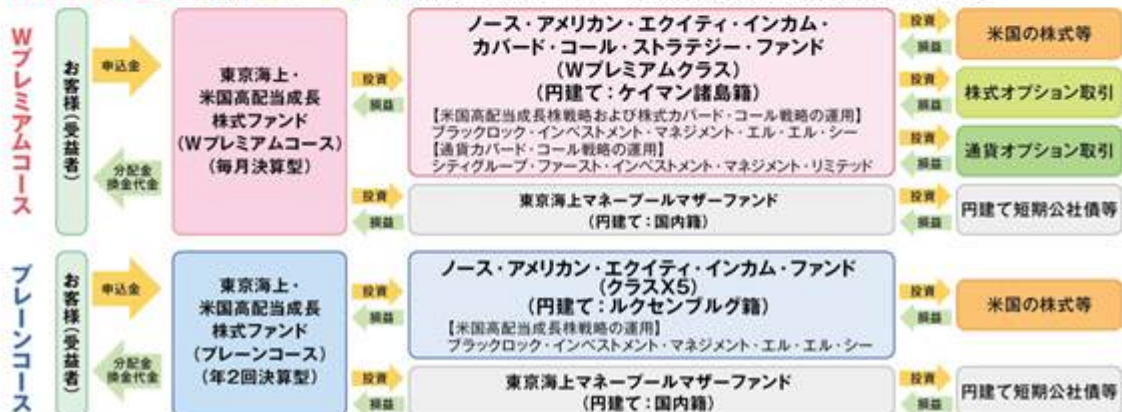 Wプレミアムコース
お客様(受益者)
申込金
分配金
換金代金
東京海上・
米国高配当成長
株式ファンド
(Wプレミアムコース)
(毎月決算型)
投資
損益
ノース・アメリカン・エクイティ・インカム・
カバード・コール・ストラテジー・ファンド
(Wプレミアムクラス)
(円建て:ケイマン諸島籍)
【米国高配当成長株戦略および株式カバード・コール戦略の運用】
ブラックロック・インベストメント・マネジメント・エル・エル・シー
【通貨カバード・コール戦略の運用】
シティグループ・ファースト・インベストメント・マネジメント・リミテッド
投資
損益
米国の株式等
投資
損益
株式オプション取引
投資
損益
通貨オプション取引
投資
損益
東京海上マネープールマザーファンド
(円建て:国内籍)
投資
損益
円建て短期公社債等
プレーンコース
お客様(受益者)
申込金
分配金
換金代金
東京海上・
米国高配当成長
株式ファンド
(プレーンコース)
(年2回決算型)
投資
損益
ノース・アメリカン・エクイティ・インカム・ファンド
(クラスX5)
(円建て:ルクセンブルグ籍)
【米国高配当成長株戦略の運用】
ブラックロック・インベストメント・マネジメント・エル・エル・シー
投資
損益
米国の株式等
投資
損益
東京海上マネープールマザーファンド
(円建て:国内籍)
投資
損益
円建て短期公社債等